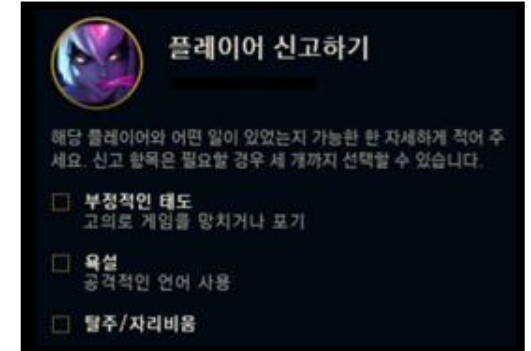 플레이어 신고하기
해당 플레이어와 어떤 일이 있었는지 가능한 한 자세하게 적어 주
세요. 신고 항목은 필요할 경우 세 개까지 선택할 수 있습니다.
부정적인 태도
고의로 게임을 망치거나 포기
욕설
공격적인 언어 사용
탈주/자리비움